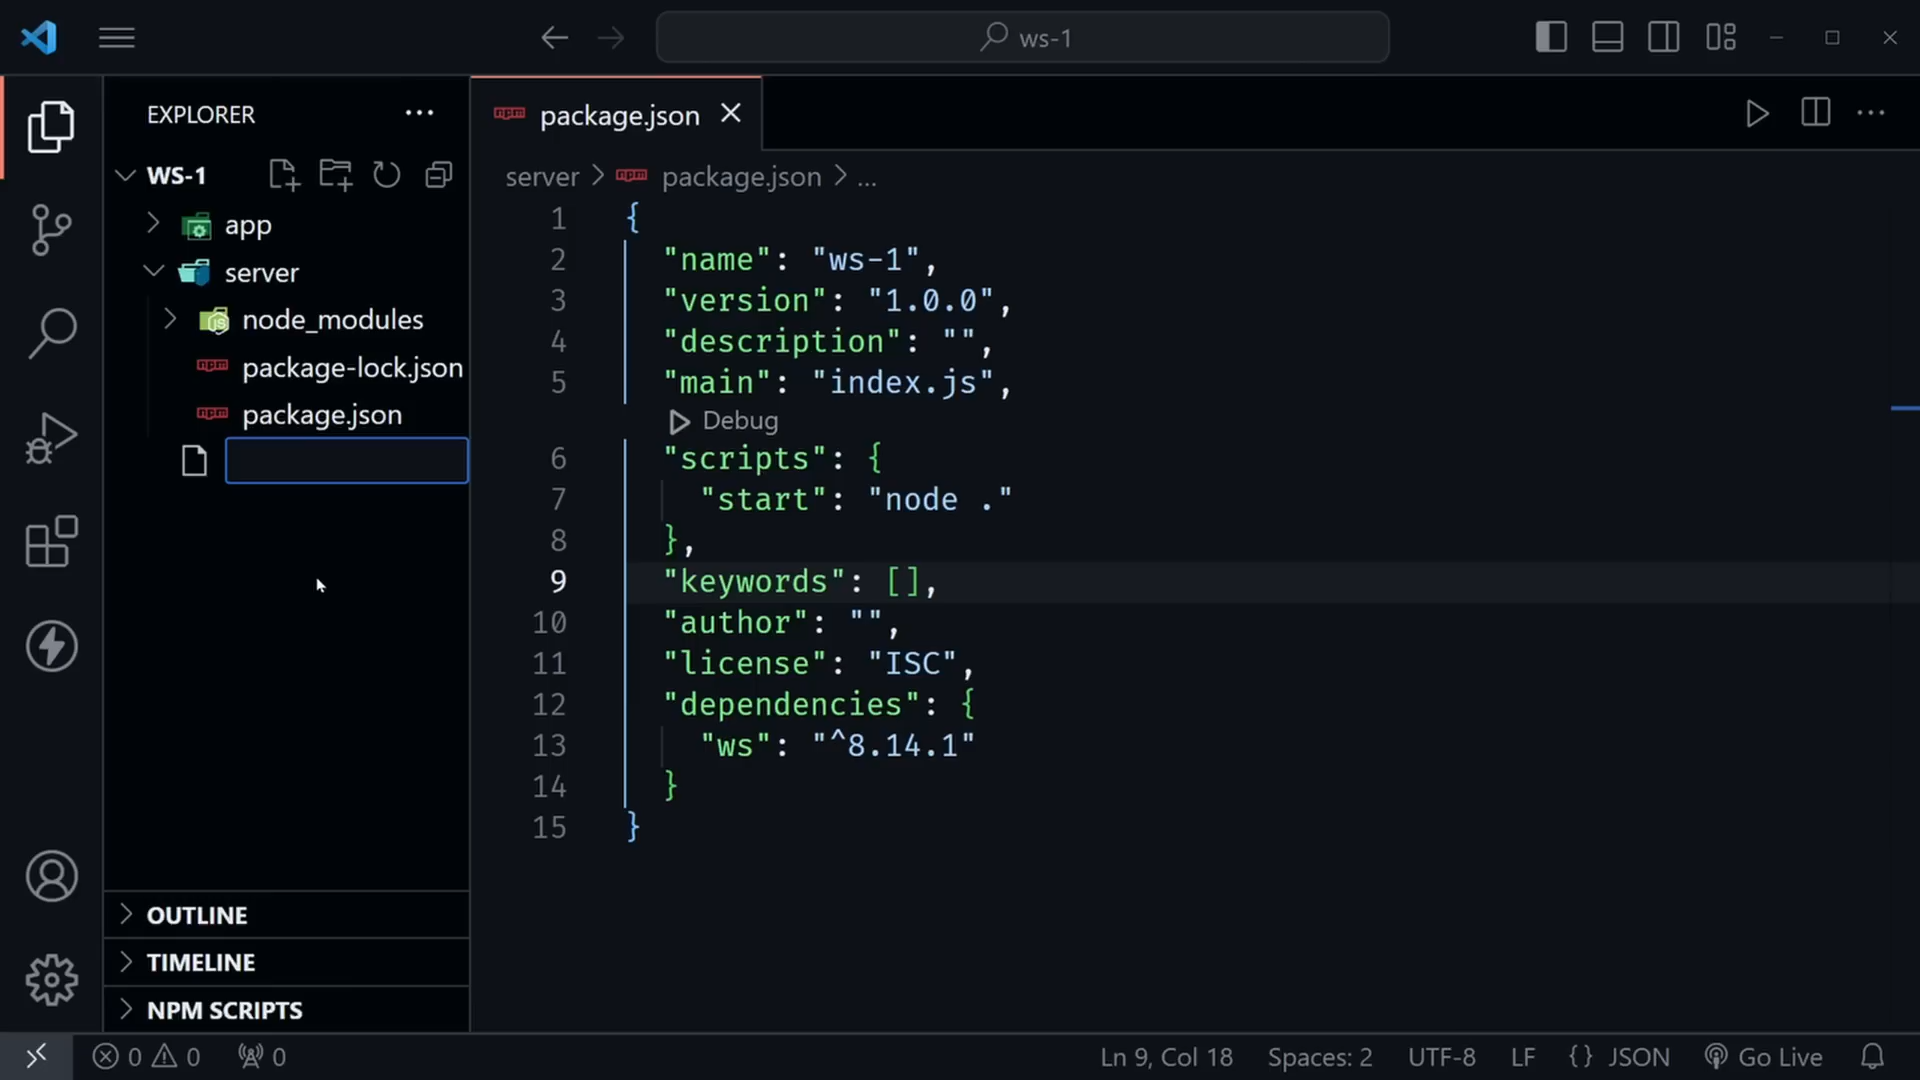 ws-1
EXPLORER
package.json
WS-1
server > package.json > ...
app
server
node_modules
package-lock.json
package.json
1 {
2 "name": "ws-1",
3 "version": "1.0.0",
4 "description": "",
5 "main": "index.js",
Debug
6 "scripts": {
7 "start": "node ."
8 },
9 "keywords": [],
10 "author": "",
11 "license": "ISC",
12 "dependencies": {
13 "ws": "^8.14.1"
14 }
15 }
OUTLINE
TIMELINE
NPM SCRIPTS
0 0 0
Ln 9, Col 18 Spaces: 2 UTF-8 LF {} JSON Go Live